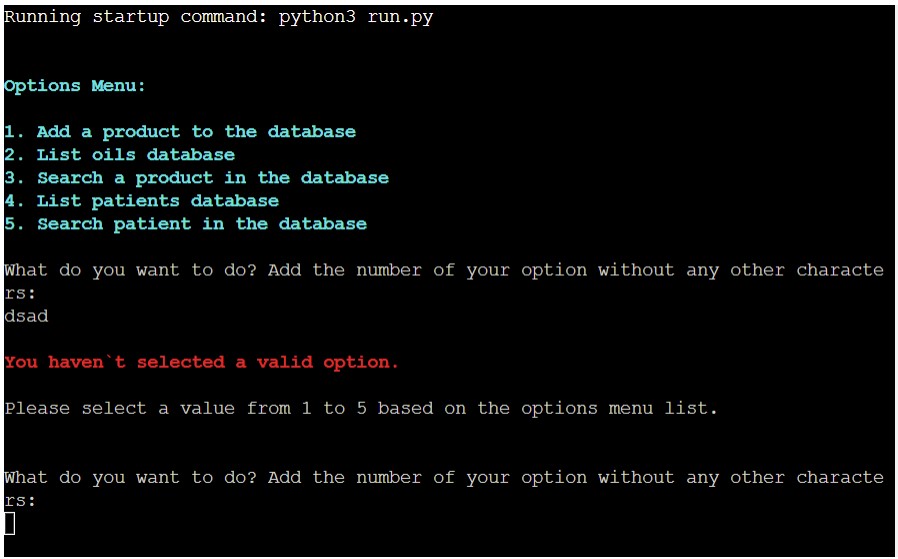 Running startup command: python3 run.py
Options Menu:
1. Add a product to the database
2. List oils database
3. Search a product in the database
4. List patients database
5. Search patient in the database
What do you want to do? Add the number of your option without any other characte
rs:
dsad
You haven`t selected a valid option.
Please select a value from 1 to 5 based on the options menu list.
What do you want to do? Add the number of your option without any other characte
rs: